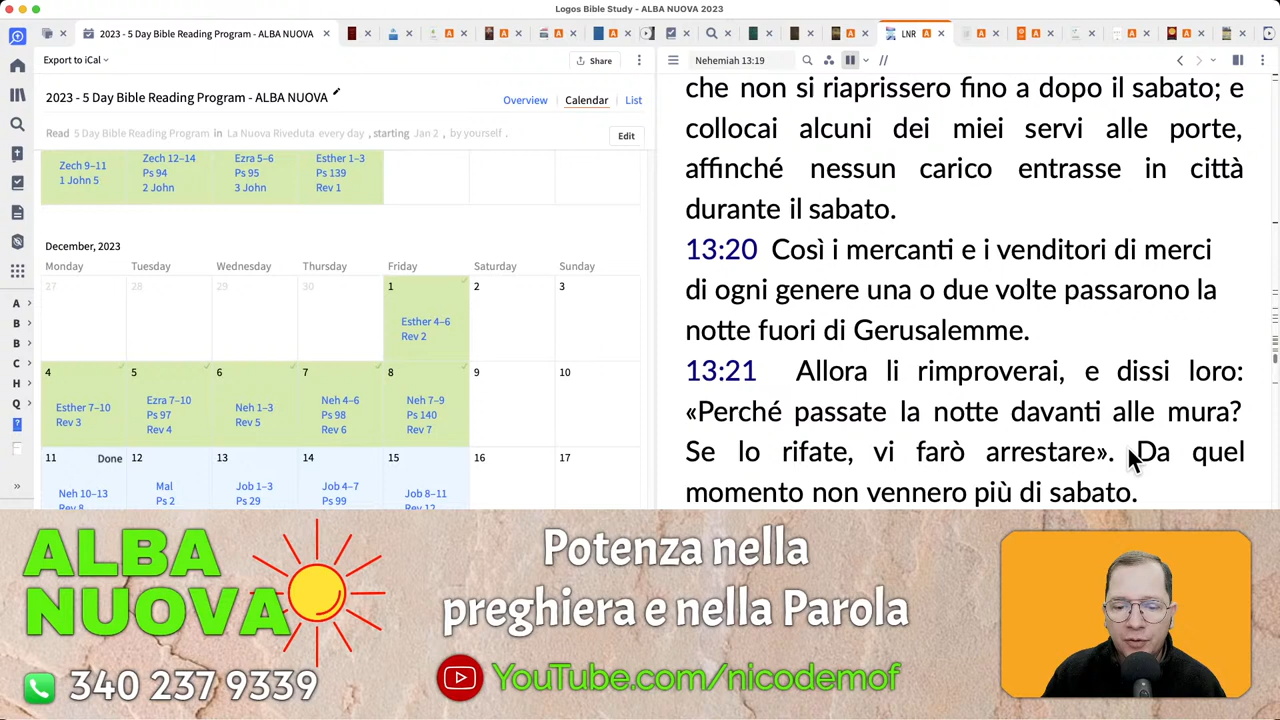 Logos Bible Study - ALBA NUOVA 2023
2023 - 5 Day Bible Reading Program - ALBA NUOVA
LNR
Export to iCal
Share
Nehemiah 13:19
2023 - 5 Day Bible Reading Program - ALBA NUOVA
Overview
Calendar
List
Read 5 Day Bible Reading Program in La Nuova Riveduta every day , starting Jan 2 , by yourself .
Edit
Zech 9–11
1 John 5
Zech 12–14
Ps 94
2 John
Ezra 5–6
Ps 95
3 John
Esther 1–3
Ps 139
Rev 1
December, 2023
Monday Tuesday Wednesday Thursday Friday Saturday Sunday
27 28 29 30 1 2 3
Esther 4–6
Rev 2
4 5 6 7 8 9 10
Esther 7–10
Rev 3
Ezra 7–10
Ps 97
Rev 4
Neh 1–3
Rev 5
Neh 4–6
Ps 98
Rev 6
Neh 7–9
Ps 140
Rev 7
11 Done 12 13 14 15 16 17
Neh 10–13
Rev 8
Mal
Ps 2
Job 1–3
Ps 29
Job 4–7
Ps 99
Job 8–11
Rev 12
A
B
B
C
H
Q
?
che non si riaprissero fino a dopo il sabato; e
collocai alcuni dei miei servi alle porte,
affinché nessun carico entrasse in città
durante il sabato.
13:20 Così i mercanti e i venditori di merci
di ogni genere una o due volte passarono la
notte fuori di Gerusalemme.
13:21 Allora li rimproverai, e dissi loro:
«Perché passate la notte davanti alle mura?
Se lo rifate, vi farò arrestare». Da quel
momento non vennero più di sabato.
ALBA
NUOVA
340 237 9339
Potenza nella
preghiera e nella Parola
YouTube.com/nicodemof